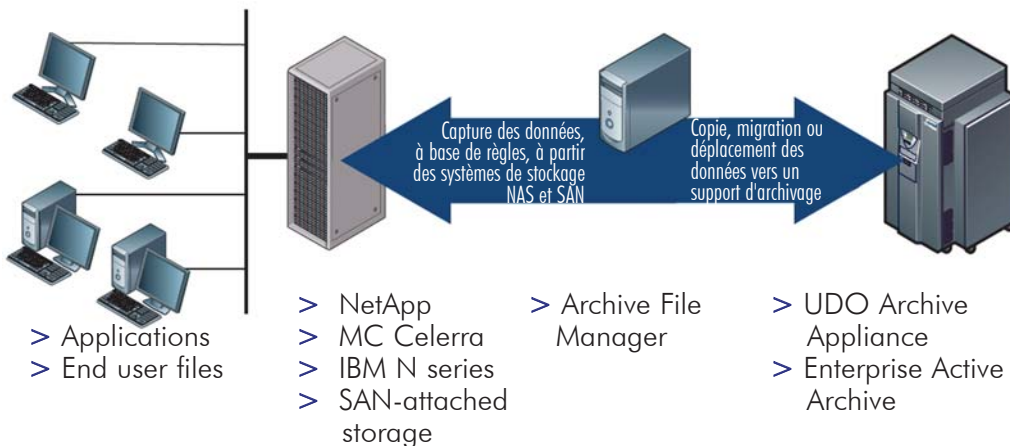 Capture des données,
à base de règles, à partir
des systèmes de stockage
NAS et SAN
Copie, migration ou
déplacement des
données vers un
support d'archivage
> Applications
> End user files
> NetApp
> MC Celerra
> IBM N series
> SAN-attached
storage
> Archive File
Manager
> UDO Archive
Appliance
> Enterprise Active
Archive